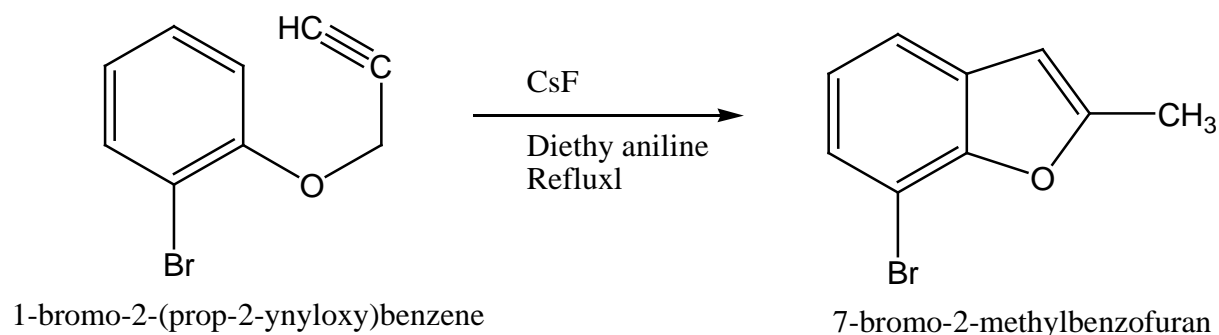 HC
C
O
Br
CsF
Diethy aniline
Refluxl
CH3
O
Br
1-bromo-2-(prop-2-ynyloxy)benzene
7-bromo-2-methylbenzofuran